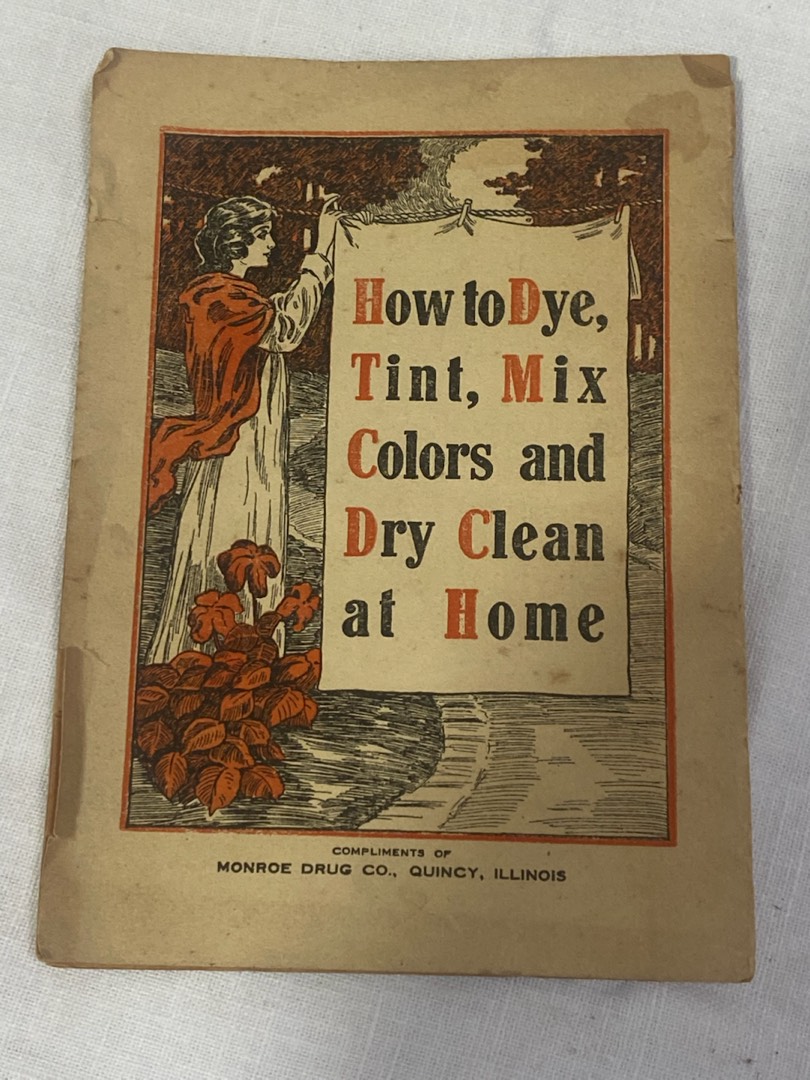 How to Dye,
Tint, Mix
Colors and
Dry Clean
at Home
COMPLIMENTS OF
MONROE DRUG CO., QUINCY, ILLINOIS